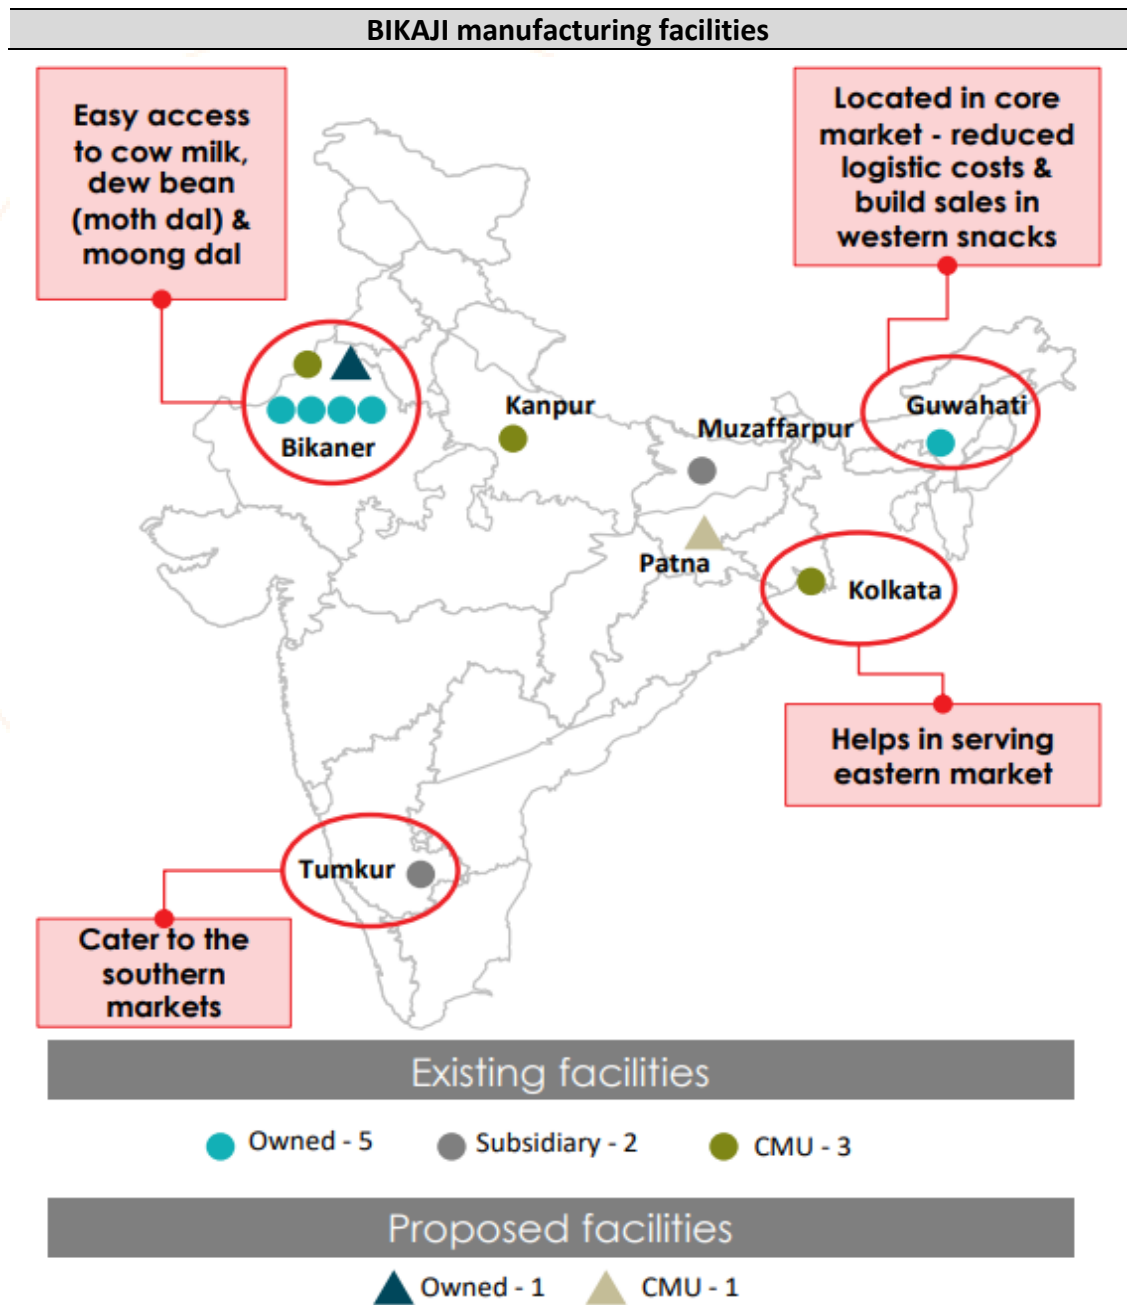 BIKAJI manufacturing facilities
Easy access
to cow milk,
dew bean
(moth dal) &
moong dal
Located in core
market - reduced
logistic costs &
build sales in
western snacks
Bikaner
Kanpur
Muzaffarpur
Guwahati
Patna
Kolkata
Helps in serving
eastern market
Tumkur
Cater to the
southern
markets
Existing facilities
Owned - 5
Subsidiary - 2
CMU - 3
Proposed facilities
Owned - 1
CMU - 1